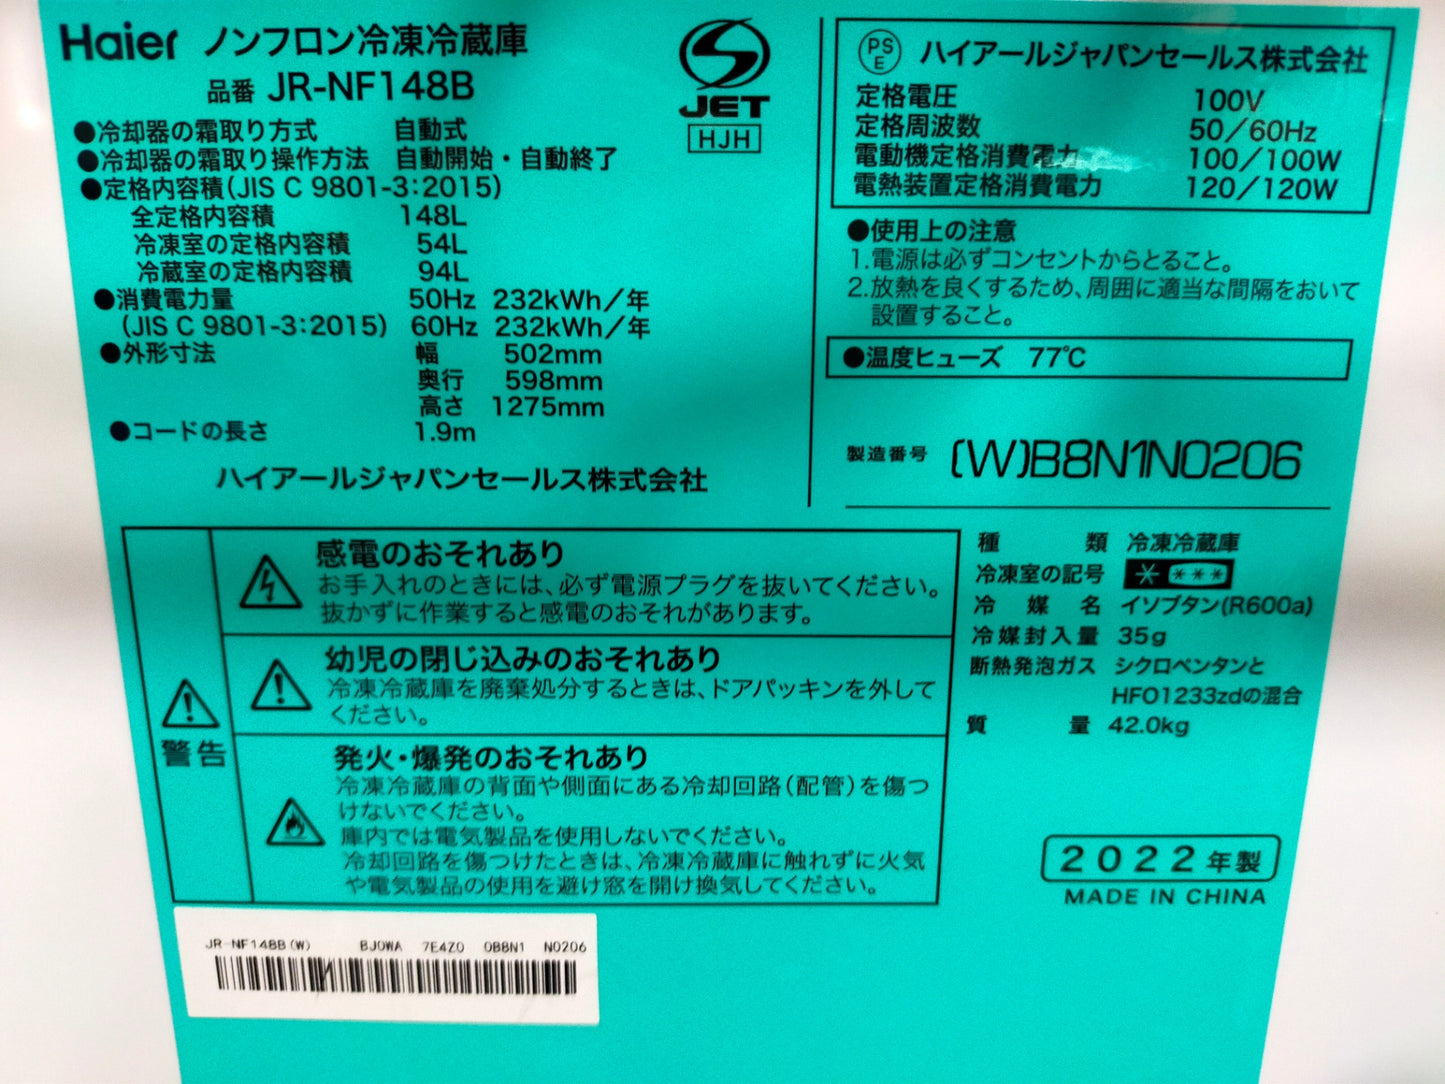 Haier ノンフロン冷凍冷蔵庫
品番 JR-NF148B
●冷却器の霜取り方式 自動式
●冷却器の霜取り操作方法 自動開始・自動終了
●定格内容積(JIS C 9801-3:2015)
全定格内容積 148L
冷凍室の定格内容積 54L
冷蔵室の定格内容積 94L
●消費電力量 50Hz 232kWh/年
(JIS C 9801-3:2015) 60Hz 232kWh/年
●外形寸法 幅 502mm
奥行 598mm
高さ 1275mm
●コードの長さ 1.9m
ハイアールジャパンセールス株式会社
JET
HJH
PS
E
ハイアールジャパンセールス株式会社
定格電圧 100V
定格周波数 50/60Hz
電動機定格消費電力 100/100W
電熱装置定格消費電力 120/120W
●使用上の注意
1.電源は必ずコンセントからとること。
2.放熱を良くするため、周囲に適当な間隔をおいて
設置すること。
●温度ヒューズ 77℃
製造番号 (W)B8N1N0206
警告
感電のおそれあり
お手入れのときには、必ず電源プラグを抜いてください。
抜かずに作業すると感電のおそれがあります。
幼児の閉じ込みのおそれあり
冷凍冷蔵庫を廃棄処分するときは、ドアパッキンを外して
ください。
発火・爆発のおそれあり
冷凍冷蔵庫の背面や側面にある冷却回路(配管)を傷つ
けないでください。
庫内では電気製品を使用しないでください。
冷却回路を傷つけたときは、冷凍冷蔵庫に触れずに火気
や電気製品の使用を避け窓を開け換気してください。
種類 冷凍冷蔵庫
冷凍室の記号 * ***
冷媒名 イソブタン(R600a)
冷媒封入量 35g
断熱発泡ガス シクロペンタンと
HFO1233zdの混合
質量 42.0kg
2022年製
MADE IN CHINA
JR-NF148B(W) BJ0WA 7E4Z0 0B8N1 N0206